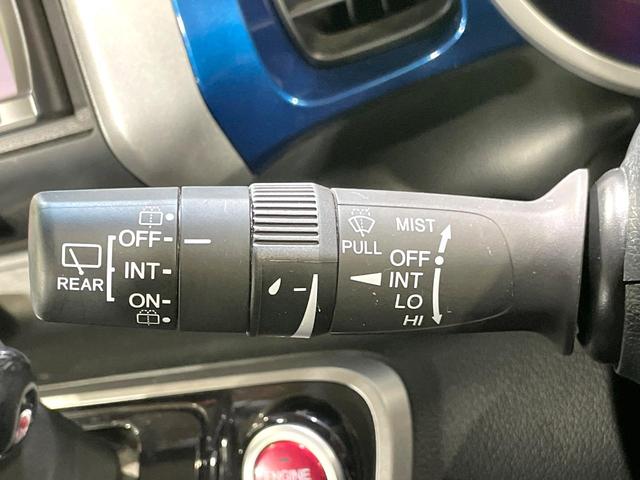 OFF
INT
ON
REAR
PULL
MIST
OFF
INT
LO
HI
ENGINE